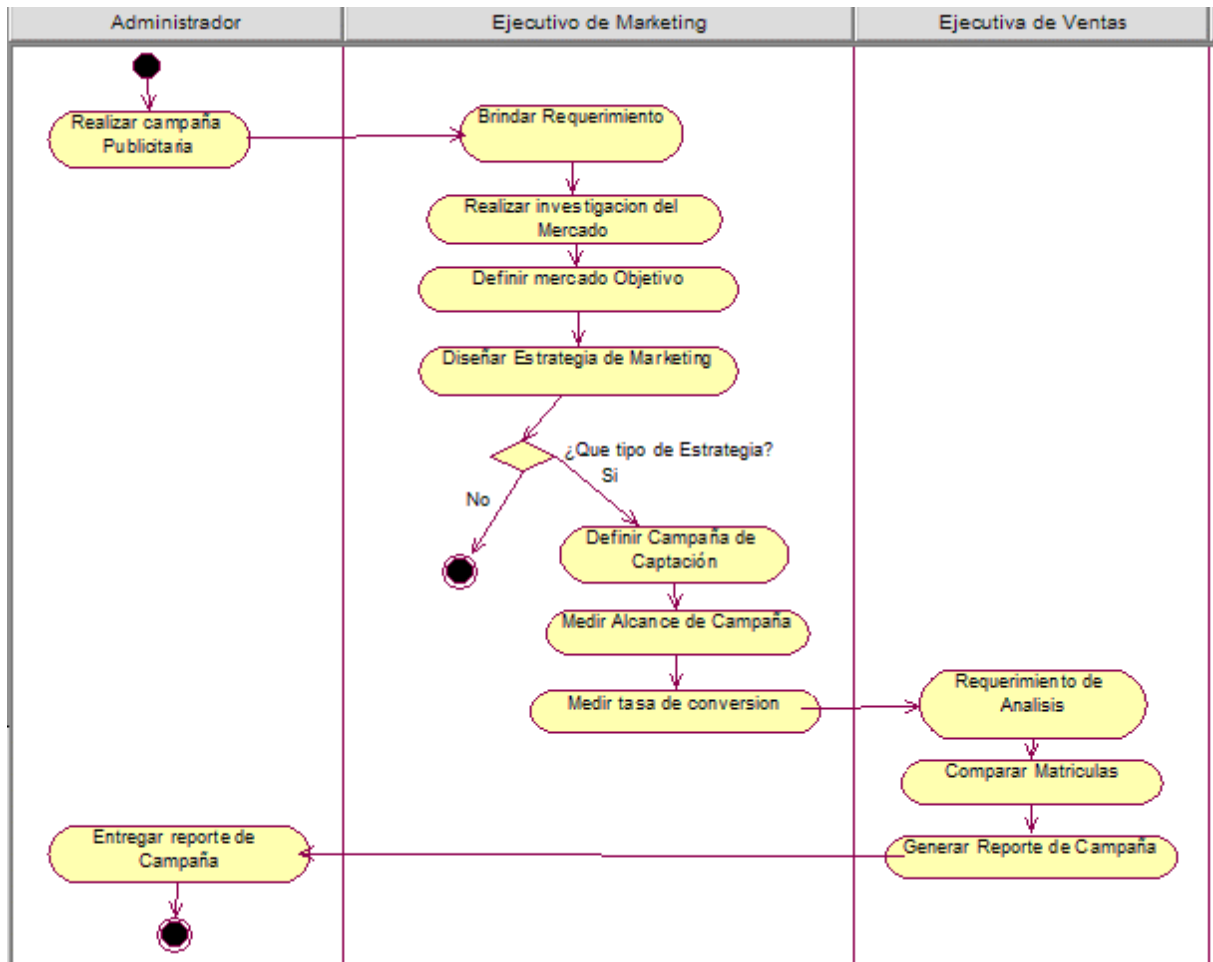 Administrador
Ejecutivo de Marketing
Ejecutiva de Ventas
Realizar campaña
Publicitaria
Brindar Requerimiento
Realizar investigacion del
Mercado
Definir mercado Objetivo
Diseñar Estrategia de Marketing
¿Que tipo de Estrategia?
Si
No
Definir Campaña de
Captación
Medir Alcance de Campaña
Medir tasa de conversion
Requerimiento de
Analisis
Comparar Matriculas
Generar Reporte de Campaña
Entregar reporte de
Campaña